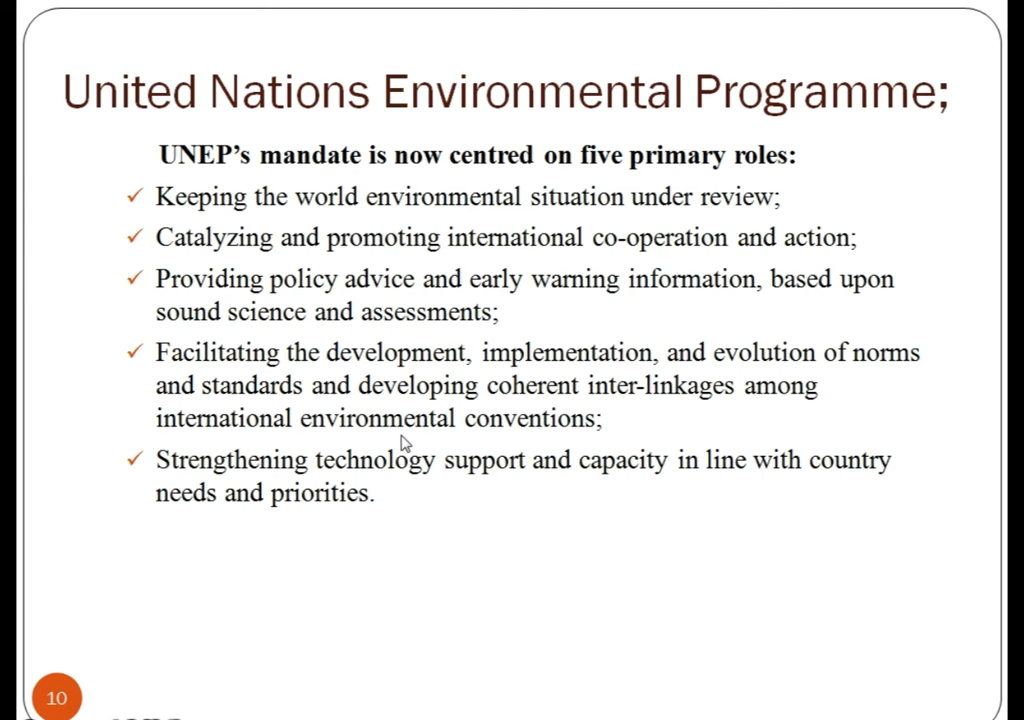 United Nations Environmental Programme;
UNEP's mandate is now centred on five primary roles:
Keeping the world environmental situation under review;
Catalyzing and promoting international co-operation and action;
Providing policy advice and early warning information, based upon
sound science and assessments;
Facilitating the development, implementation, and evolution of norms
and standards and developing coherent inter-linkages among
international environmental conventions;
Strengthening technology support and capacity in line with country
needs and priorities.
10